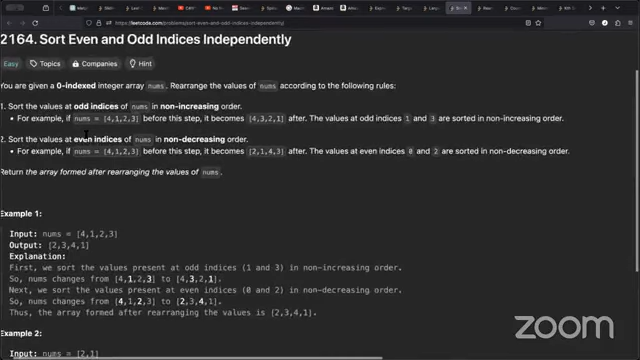 https://leetcode.com/problems/sort-even-and-odd-indices-independently/
2164. Sort Even and Odd Indices Independently
Easy Topics Companies Hint
You are given a 0-indexed integer array nums. Rearrange the values of nums according to the following rules:
1. Sort the values at odd indices of nums in non-increasing order.
• For example, if nums = [4,1,2,3] before this step, it becomes [4,3,2,1] after. The values at odd indices 1 and 3 are sorted in non-increasing order.
2. Sort the values at even indices of nums in non-decreasing order.
• For example, if nums = [4,1,2,3] before this step, it becomes [2,1,4,3] after. The values at even indices 0 and 2 are sorted in non-decreasing order.
Return the array formed after rearranging the values of nums.
Example 1:
Input: nums = [4,1,2,3]
Output: [2,3,4,1]
Explanation:
First, we sort the values present at odd indices (1 and 3) in non-increasing order.
So, nums changes from [4,1,2,3] to [4,3,2,1].
Next, we sort the values present at even indices (0 and 2) in non-decreasing order.
So, nums changes from [4,1,2,3] to [2,3,4,1].
Thus, the array formed after rearranging the values is [2,3,4,1].
Example 2:
Input: nums = [2,1]
zoom